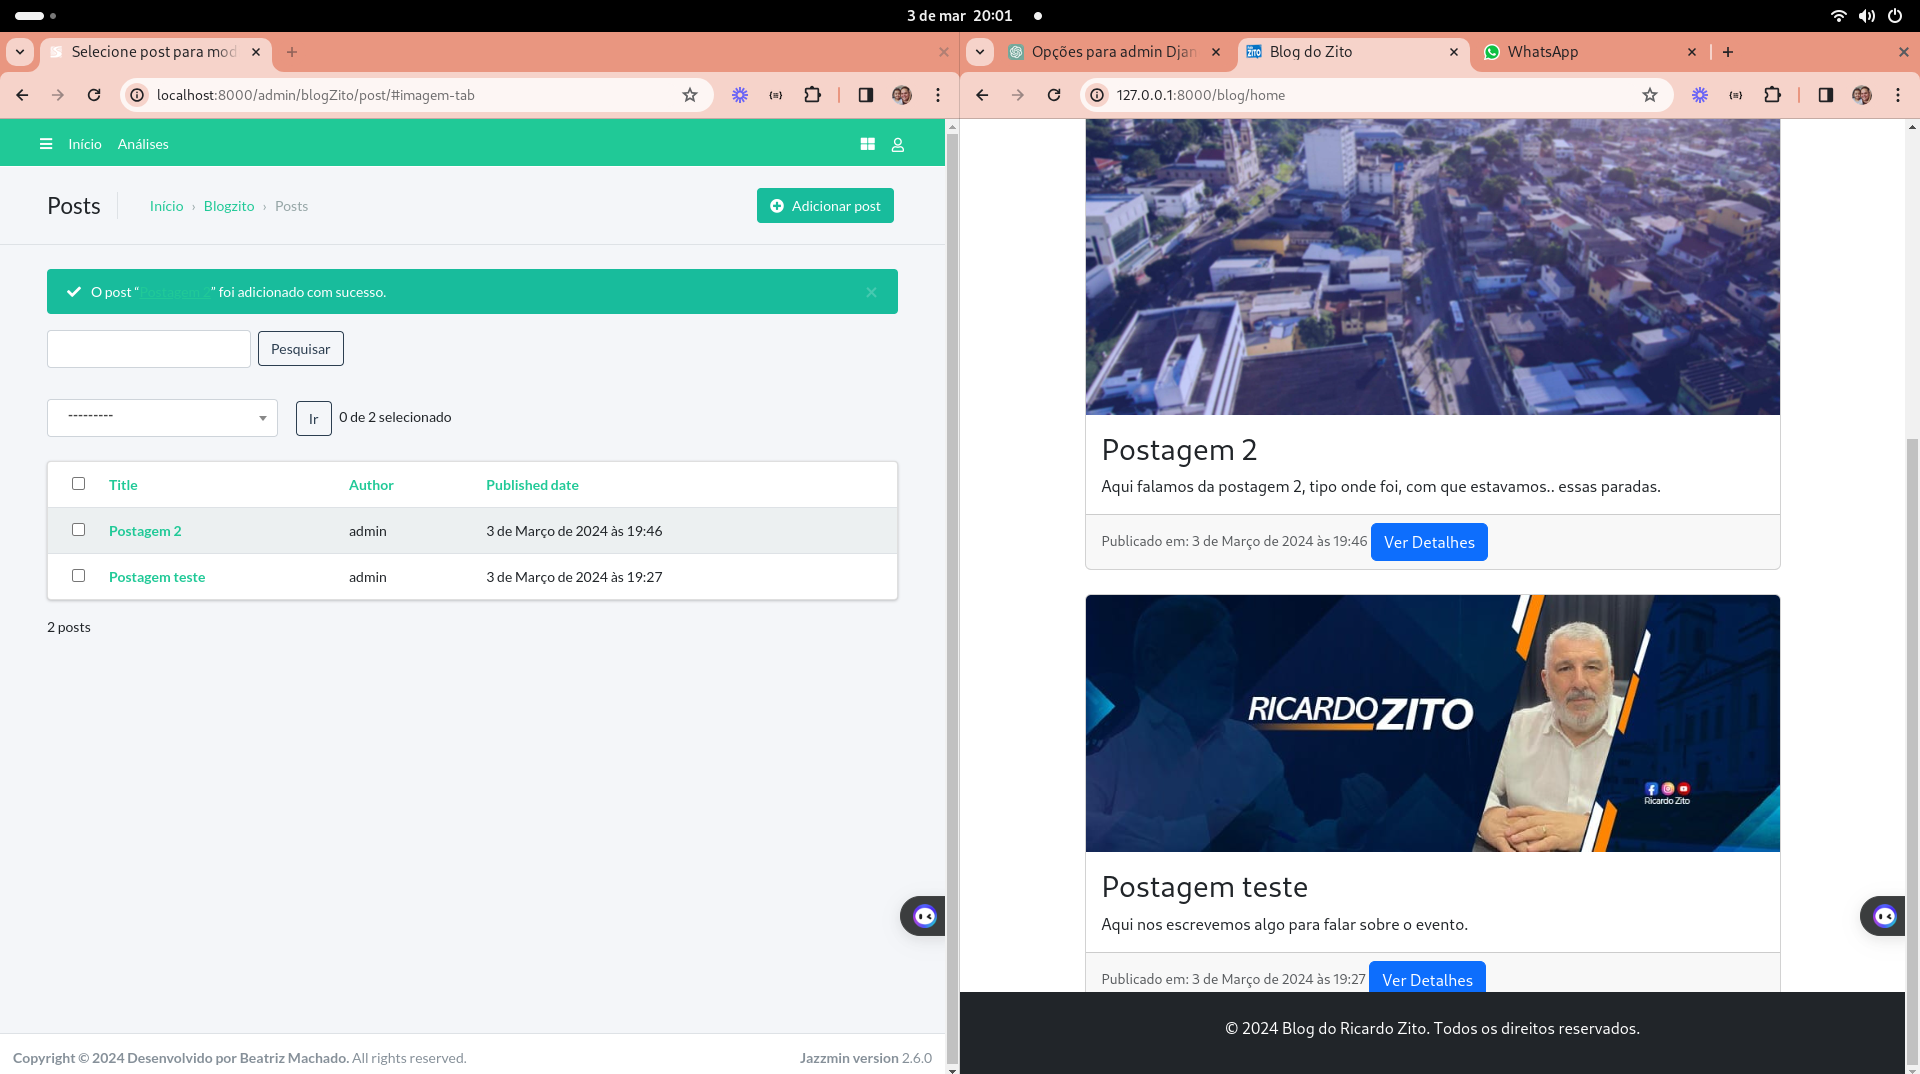 3 de mar 20:01
Selecione post para mod
localhost:8000/admin/blogZito/post/#imagem-tab
Início Análises
Posts
Início › Blogzito › Posts
Adicionar post
O post “Postagem 2” foi adicionado com sucesso.
Pesquisar
---------
Ir
0 de 2 selecionado
Title Author Published date
Postagem 2 admin 3 de Março de 2024 às 19:46
Postagem teste admin 3 de Março de 2024 às 19:27
2 posts
Copyright © 2024 Desenvolvido por Beatriz Machado. All rights reserved.
Jazzmin version 2.6.0
Opções para admin Djan
Blog do Zito
WhatsApp
127.0.0.1:8000/blog/home
Postagem 2
Aqui falamos da postagem 2, tipo onde foi, com que estavamos.. essas paradas.
Publicado em: 3 de Março de 2024 às 19:46 Ver Detalhes
RICARDO ZITO
Ricardo Zito
Postagem teste
Aqui nos escrevemos algo para falar sobre o evento.
Publicado em: 3 de Março de 2024 às 19:27 Ver Detalhes
© 2024 Blog do Ricardo Zito. Todos os direitos reservados.